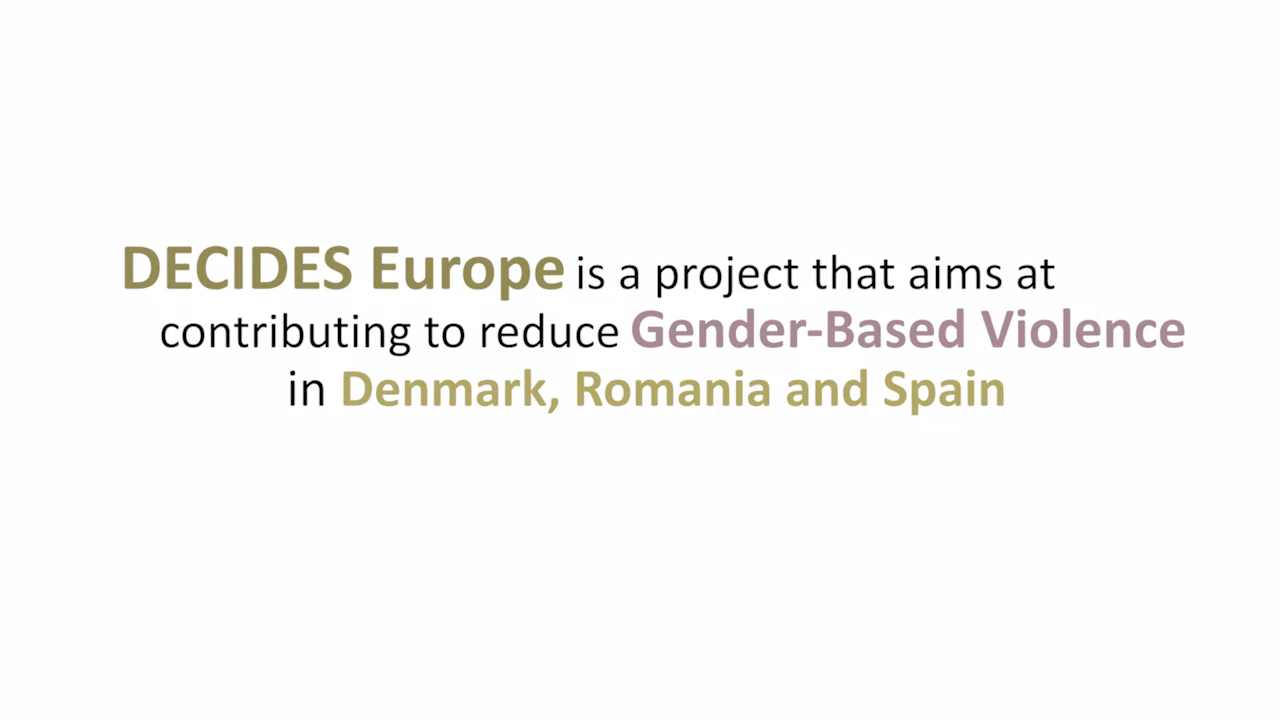 DECIDES Europe is a project that aims at
contributing to reduce Gender-Based Violence
in Denmark, Romania and Spain